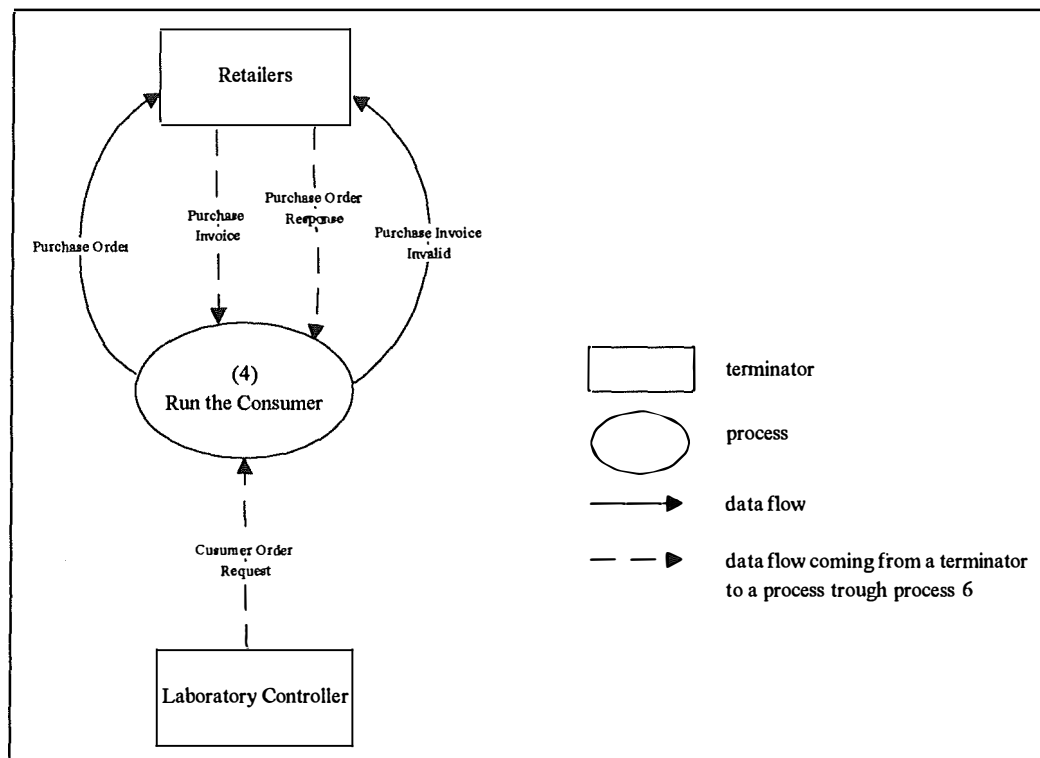 Retailers
Purchase Order
Purchase
Invoice
Purchase Order
Response
Purchase Invoice
Invalid
(4)
Run the Consumer
Cusumer Order
Request
Laboratory Controller
terminator
process
data flow
data flow coming from a terminator
to a process trough process 6